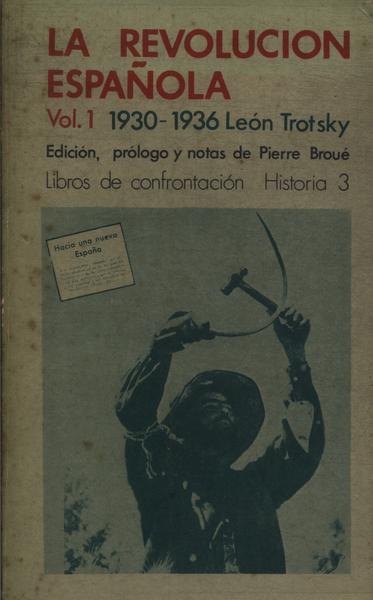 LA REVOLUCION
ESPAÑOLA
Vol. 1 1930-1936 León Trotsky
Edición, prólogo y notas de Pierre Broué
Libros de confrontación Historia 3
Hacia una nueva
España